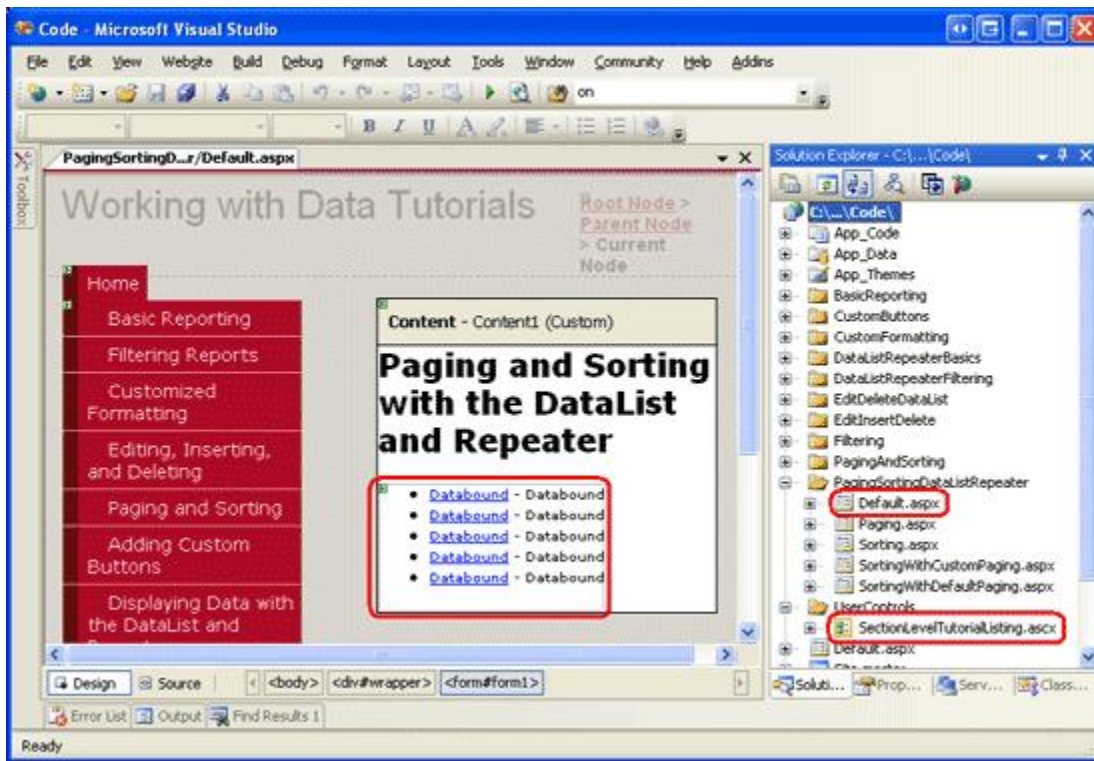 Code - Microsoft Visual Studio
File Edit View Website Build Debug Format Layout Tools Window Community Help Addins
on
B I U A
Toolbox
PagingSortingD...r/Default.aspx
Working with Data Tutorials
Root Node >
Parent Node
> Current
Node
Home
Basic Reporting
Filtering Reports
Customized
Formatting
Editing, Inserting,
and Deleting
Paging and Sorting
Adding Custom
Buttons
Displaying Data with
the DataList and
Content - Content1 (Custom)
Paging and Sorting
with the DataList
and Repeater
Databound - Databound
Databound - Databound
Databound - Databound
Databound - Databound
Databound - Databound
Design Source <body> <div#wrapper> <form#form1>
Solution Explorer - C:\...\Code\
C:\...\Code\
App_Code
App_Data
App_Themes
BasicReporting
CustomButtons
CustomFormatting
DataListRepeaterBasics
DataListRepeaterFiltering
EditDeleteDataList
EditInsertDelete
Filtering
PagingAndSorting
PagingSortingDataListRepeater
Default.aspx
Paging.aspx
Sorting.aspx
SortingWithCustomPaging.aspx
SortingWithDefaultPaging.aspx
UserControls
SectionLevelTutorialListing.ascx
Default.aspx
Soluti... Prop... Serv... Class...
Error List Output Find Results 1
Ready